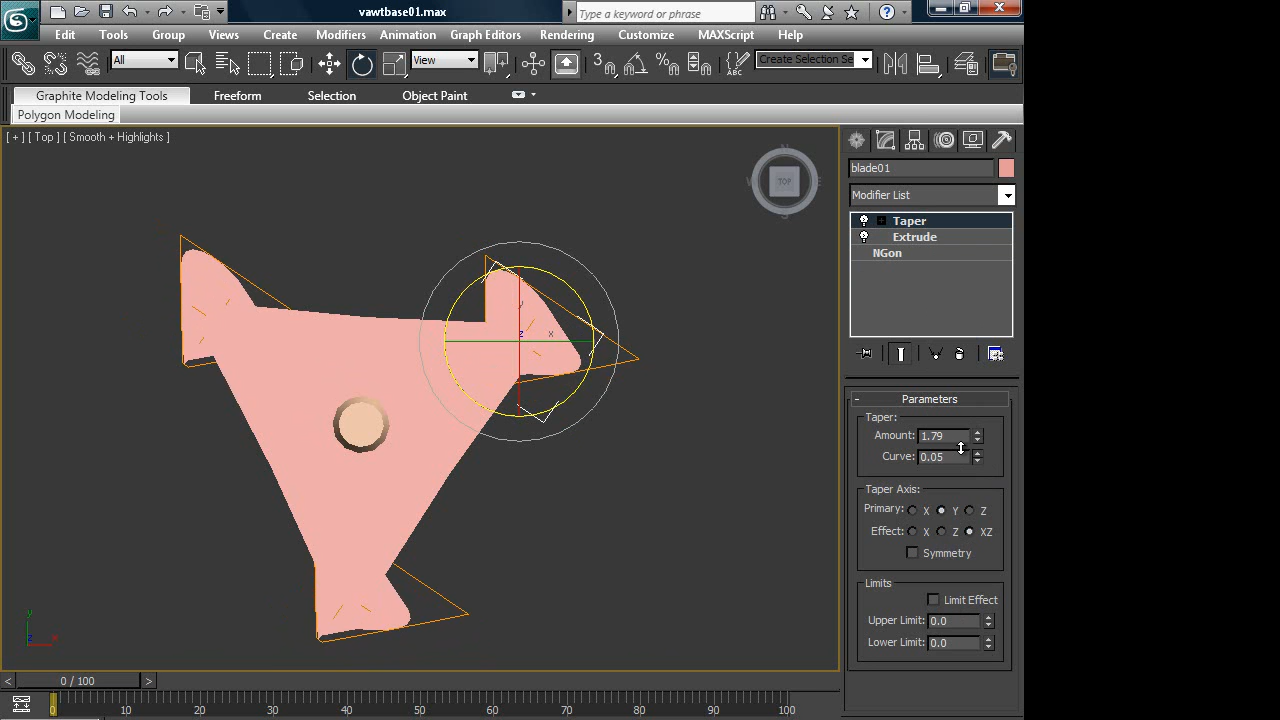 vawtbase01.max
Type a keyword or phrase
Edit Tools Group Views Create Modifiers Animation Graph Editors Rendering Customize MAXScript Help
All View Create Selection Se
Graphite Modeling Tools Freeform Selection Object Paint
Polygon Modeling
[ + ] [ Top ] [ Smooth + Highlights ]
TOP
blade01
Modifier List
Taper
Extrude
NGon
- Parameters
Taper:
Amount: 1.79
Curve: 0.05
Taper Axis:
Primary: X Y Z
Effect: X Z XZ
Symmetry
Limits
Limit Effect
Upper Limit: 0.0
Lower Limit: 0.0
y
z x
y
z x
< 0 / 100 >
0 10 20 30 40 50 60 70 80 90 100